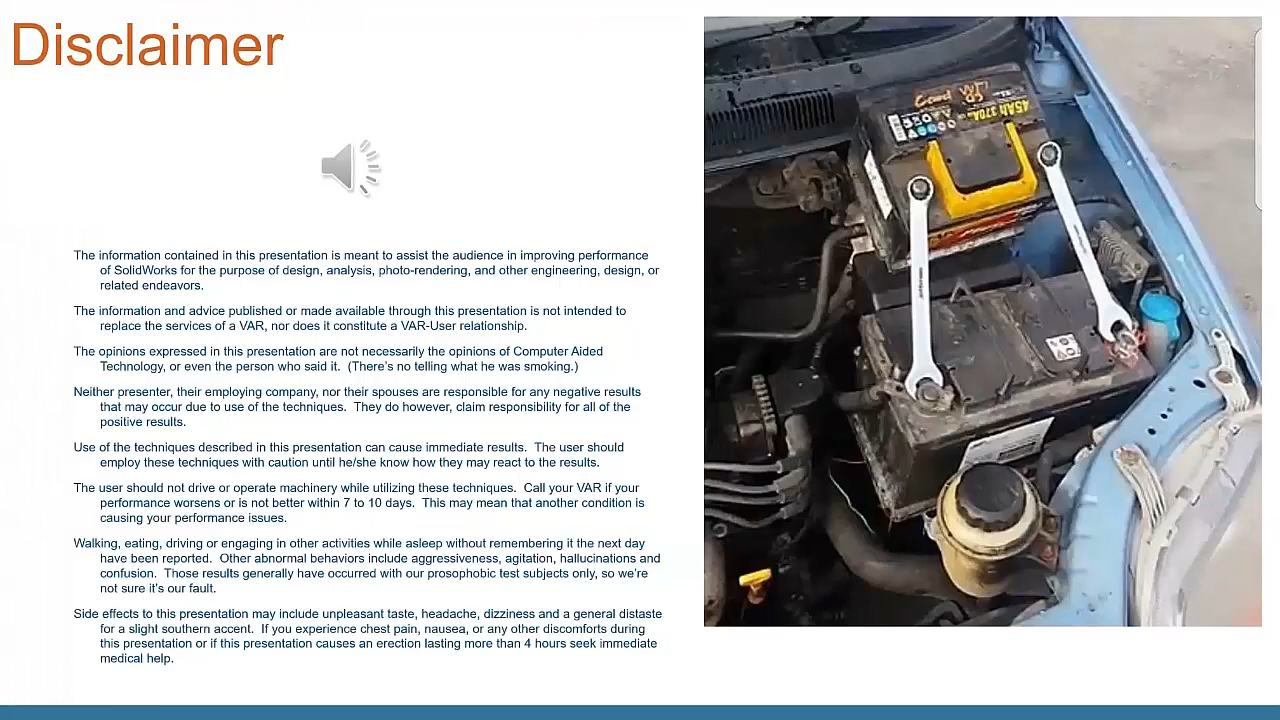 Disclaimer
The information contained in this presentation is meant to assist the audience in improving performance
of SolidWorks for the purpose of design, analysis, photo-rendering, and other engineering, design, or
related endeavors.
The information and advice published or made available through this presentation is not intended to
replace the services of a VAR, nor does it constitute a VAR-User relationship.
The opinions expressed in this presentation are not necessarily the opinions of Computer Aided
Technology, or even the person who said it.  (There's no telling what he was smoking.)
Neither presenter, their employing company, nor their spouses are responsible for any negative results
that may occur due to use of the techniques.  They do however, claim responsibility for all of the
positive results.
Use of the techniques described in this presentation can cause immediate results.  The user should
employ these techniques with caution until he/she know how they may react to the results.
The user should not drive or operate machinery while utilizing these techniques.  Call your VAR if your
performance worsens or is not better within 7 to 10 days.  This may mean that another condition is
causing your performance issues.
Walking, eating, driving or engaging in other activities while asleep without remembering it the next day
have been reported.  Other abnormal behaviors include aggressiveness, agitation, hallucinations and
confusion.  Those results generally have occurred with our prosophobic test subjects only, so we're
not sure it's our fault.
Side effects to this presentation may include unpleasant taste, headache, dizziness and a general distaste
for a slight southern accent.  If you experience chest pain, nausea, or any other discomforts during
this presentation or if this presentation causes an erection lasting more than 4 hours seek immediate
medical help.
45Ah 370A